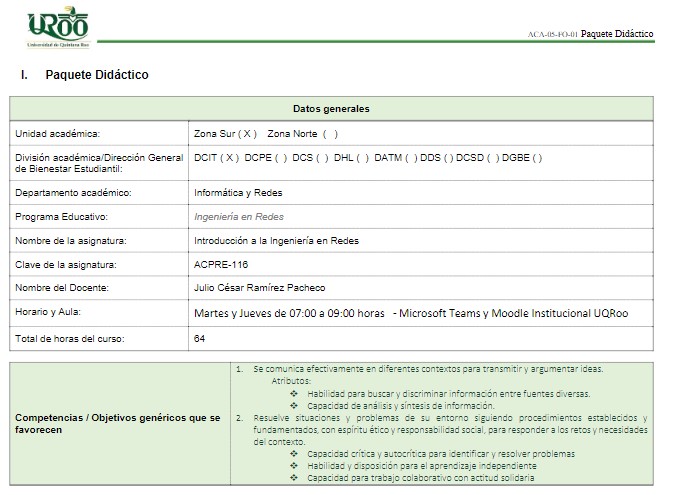 UQRoo
Universidad de Quintana Roo
ACA-05-FO-01 Paquete Didáctico
I. Paquete Didáctico
Datos generales
Unidad académica: Zona Sur ( X ) Zona Norte ( )
División académica/Dirección General de Bienestar Estudiantil: DCIT ( X ) DCPE ( ) DCS ( ) DHL ( ) DATM ( ) DDS ( ) DCSD ( ) DGBE ( )
Departamento académico: Informática y Redes
Programa Educativo: Ingeniería en Redes
Nombre de la asignatura: Introducción a la Ingeniería en Redes
Clave de la asignatura: ACPRE-116
Nombre del Docente: Julio César Ramírez Pacheco
Horario y Aula: Martes y Jueves de 07:00 a 09:00 horas - Microsoft Teams y Moodle Institucional UQRoo
Total de horas del curso: 64
Competencias / Objetivos genéricos que se favorecen
1. Se comunica efectivamente en diferentes contextos para transmitir y argumentar ideas.
Atributos:
❖ Habilidad para buscar y discriminar información entre fuentes diversas.
❖ Capacidad de análisis y síntesis de información.
2. Resuelve situaciones y problemas de su entorno siguiendo procedimientos establecidos y
fundamentados, con espíritu ético y responsabilidad social, para responder a los retos y necesidades
del contexto.
❖ Capacidad crítica y autocrítica para identificar y resolver problemas
❖ Habilidad y disposición para el aprendizaje independiente
❖ Capacidad para trabajo colaborativo con actitud solidaria